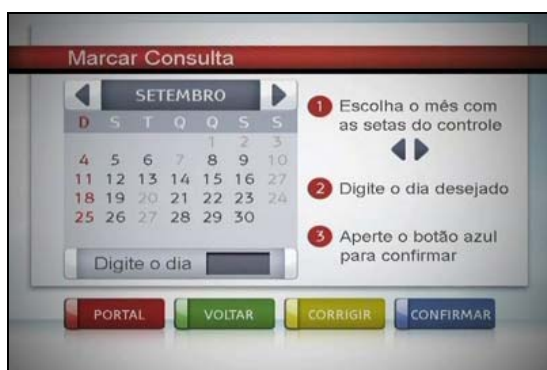 Marcar Consulta
SETEMBRO
D S T Q Q S S
1 2 3
4 5 6 7 8 9 10
11 12 13 14 15 16 27
18 19 20 21 22 23 24
25 26 27 28 29 30
Digite o dia
1 Escolha o mês com
as setas do controle
2 Digite o dia desejado
3 Aperte o botão azul
para confirmar
PORTAL VOLTAR CORRIGIR CONFIRMAR